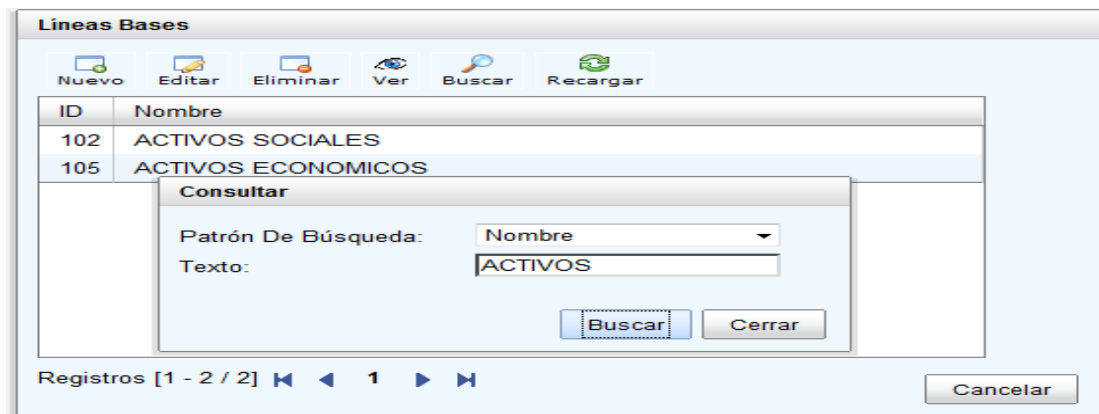 Líneas Bases
Nuevo Editar Eliminar Ver Buscar Recargar
ID Nombre
102 ACTIVOS SOCIALES
105 ACTIVOS ECONOMICOS
Consultar
Patrón De Búsqueda: Nombre
Texto: ACTIVOS
Buscar Cerrar
Registros [1 - 2 / 2] 1
Cancelar